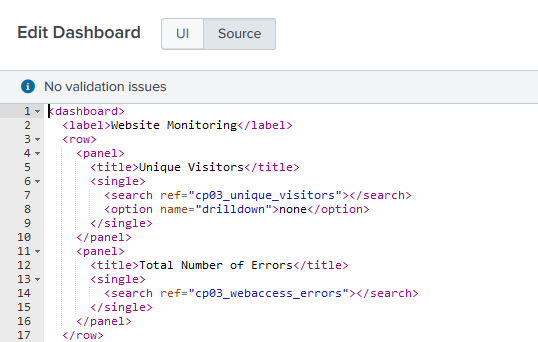 Edit Dashboard UI Source
No validation issues
1 <dashboard>
2 <label>Website Monitoring</label>
3 <row>
4 <panel>
5 <title>Unique Visitors</title>
6 <single>
7 <search ref="cp03_unique_visitors"></search>
8 <option name="drilldown">none</option>
9 </single>
10 </panel>
11 <panel>
12 <title>Total Number of Errors</title>
13 <single>
14 <search ref="cp03_webaccess_errors"></search>
15 </single>
16 </panel>
17 </row>